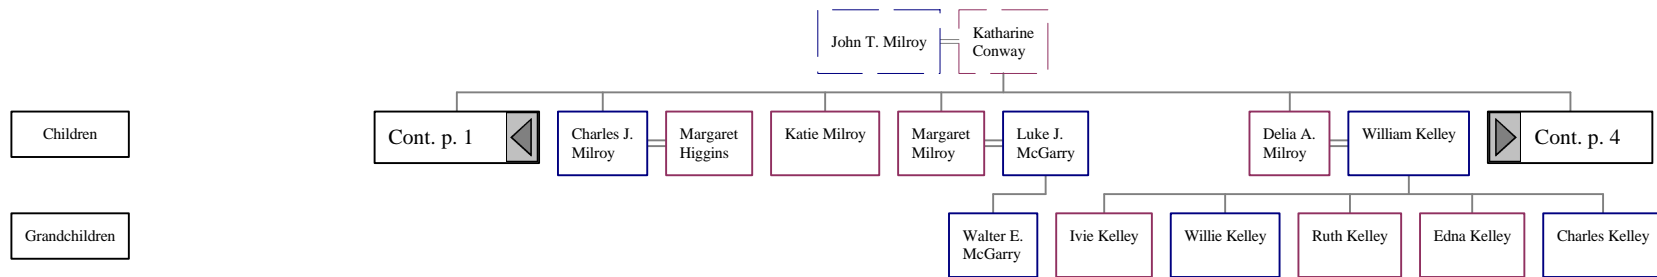 John T. Milroy
Katharine
Conway
Children
Cont. p. 1
Charles J.
Milroy
Margaret
Higgins
Katie Milroy
Margaret
Milroy
Luke J.
McGarry
Delia A.
Milroy
William Kelley
Cont. p. 4
Grandchildren
Walter E.
McGarry
Ivie Kelley
Willie Kelley
Ruth Kelley
Edna Kelley
Charles Kelley